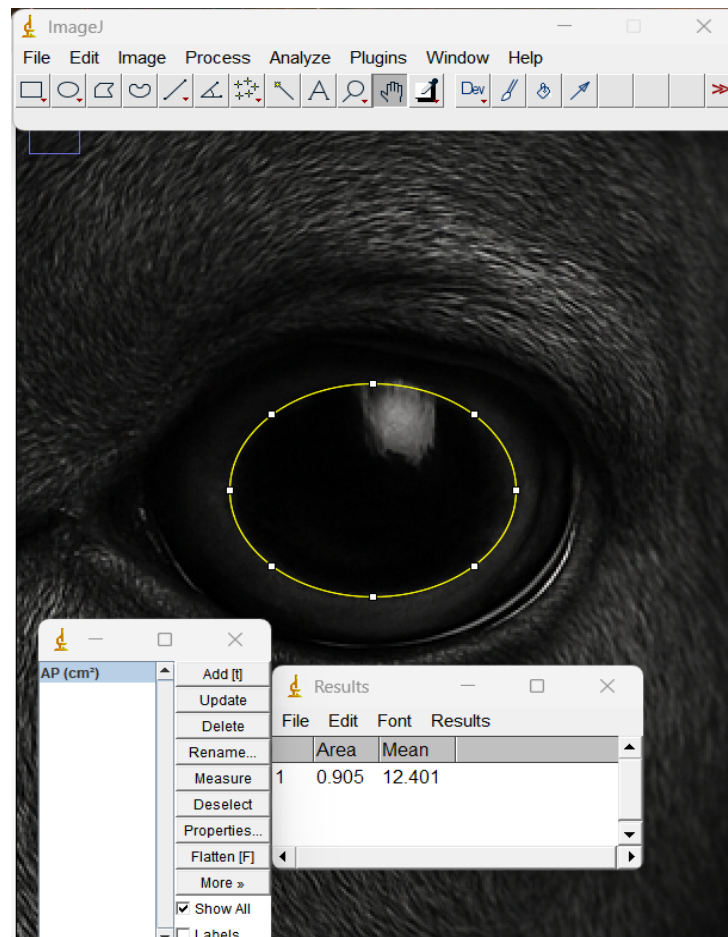 ImageJ
File Edit Image Process Analyze Plugins Window Help
A Dev >>
AP (cm²)
Add [t]
Update
Delete
Rename...
Measure
Deselect
Properties...
Flatten [F]
More »
Show All
Labels
Results
File Edit Font Results
Area Mean
1 0.905 12.401